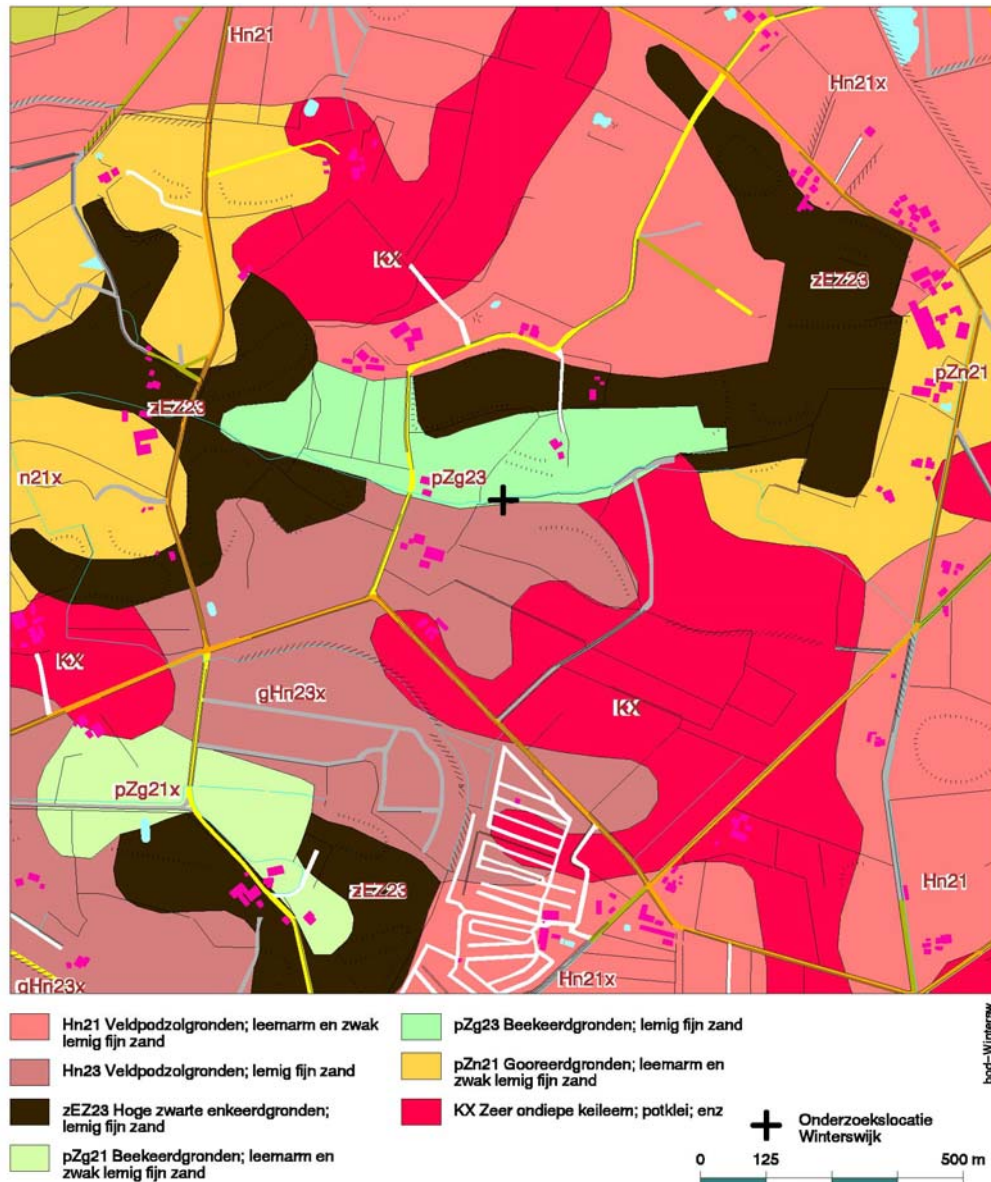 Hn21
Hn21x
KX
zEZ23
pZn21
zEZ23
pZg23
n21x
KX
gHn23x
KX
pZg21x
zEZ23
Hn21
Hn21x
gHn23x
Hn21 Veldpodzolgronden; leemarm en zwak
lemig fijn zand
Hn23 Veldpodzolgronden; lemig fijn zand
zEZ23 Hoge zwarte enkeerdgronden;
lemig fijn zand
pZg21 Beekeerdgronden; leemarm en
zwak lemig fijn zand
pZg23 Beekeerdgronden; lemig fijn zand
pZn21 Gooreerdgronden; leemarm en
zwak lemig fijn zand
KX Zeer ondiepe keileem; potklei; enz
Onderzoekslocatie
Winterswijk
0 125 500 m